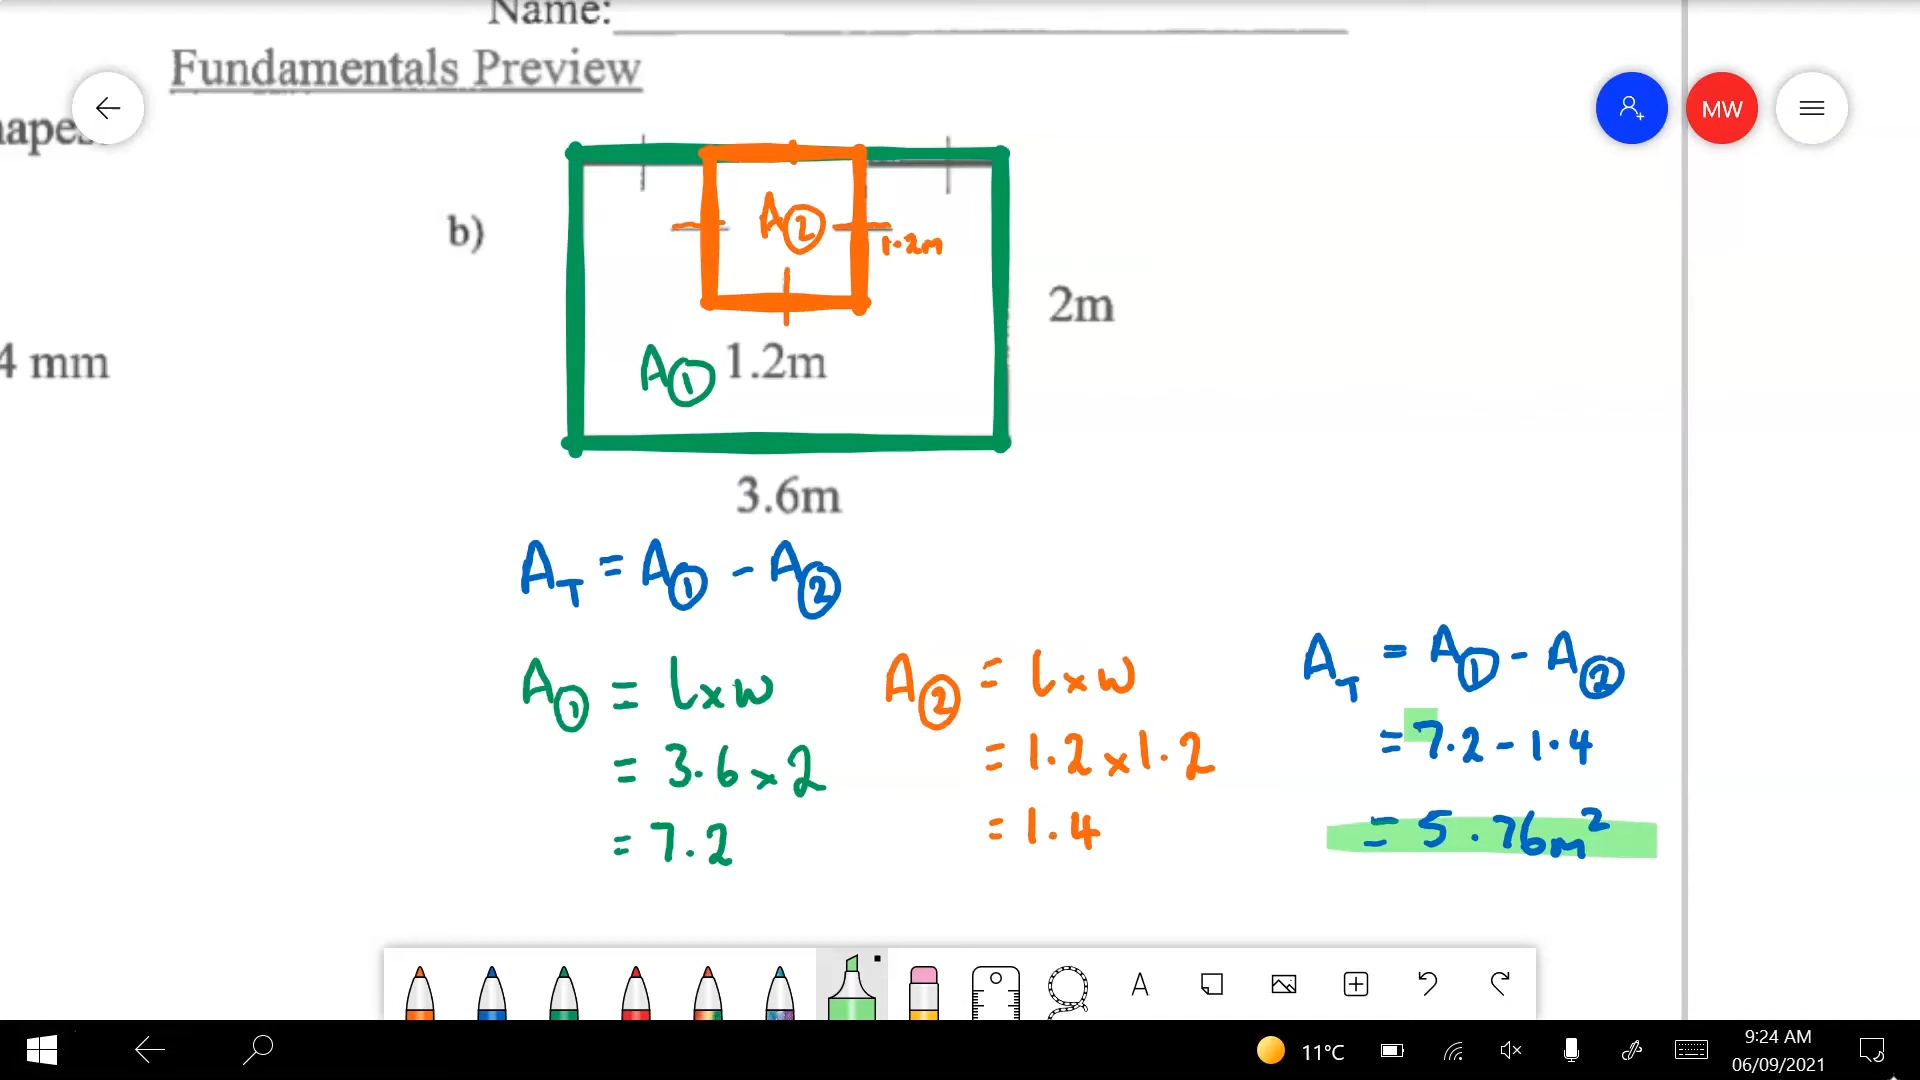 Name:
Fundamentals Preview
apes
b)
A②
1.2m
2m
4 mm
A① 1.2m
3.6m
A_T = A① - A②
A① = l x w
= 3.6 x 2
= 7.2
A② = l x w
= 1.2 x 1.2
= 1.4
A_T = A① - A②
= 7.2 - 1.4
= 5.76m²
MW
A
11°C
9:24 AM
06/09/2021